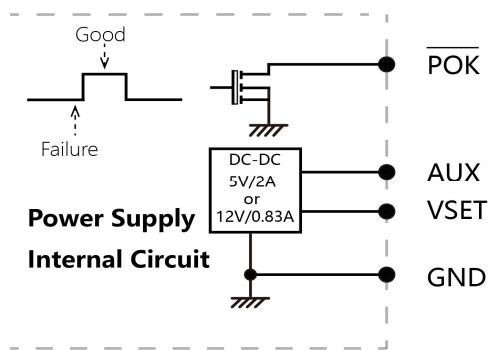 Good
Failure
POK
DC-DC
5V/2A
or
12V/0.83A
AUX
VSET
Power Supply
Internal Circuit
GND